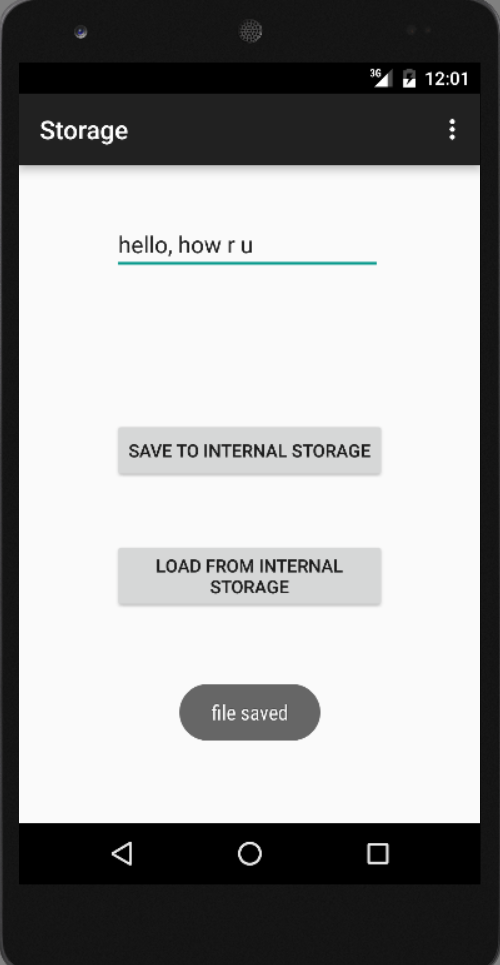 3G 12:01
Storage
hello, how r u
SAVE TO INTERNAL STORAGE
LOAD FROM INTERNAL
STORAGE
file saved